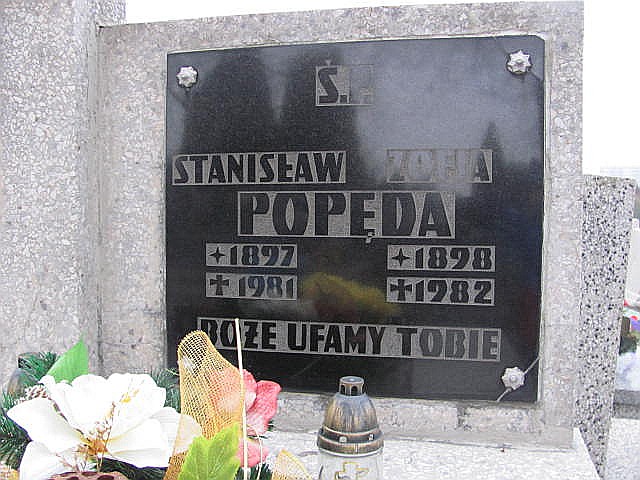 Ś.P.
STANISŁAW ZOFIA
POPĘDA
1897 1898
1981 1982
BOŻE UFAMY TOBIE